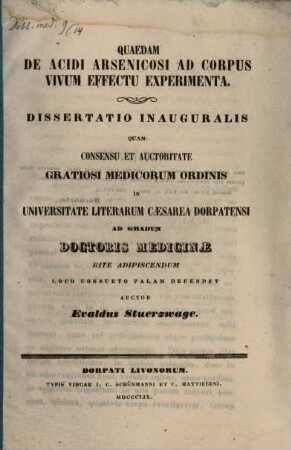 Diss. med. 9/14
QUAEDAM
DE ACIDI ARSENICOSI AD CORPUS
VIVUM EFFECTU EXPERIMENTA.
DISSERTATIO INAUGURALIS
QUAM
CONSENSU ET AUCTORITATE
GRATIOSI MEDICORUM ORDINIS
IN
UNIVERSITATE LITERARUM CÆSAREA DORPATENSI
AD GRADUM
DOCTORIS MEDICINÆ
RITE ADIPISCENDUM
LOCO CONSUETO PALAM DEFENDET
AUCTOR
Evaldus Stuerzwage.
DORPATI LIVONORUM.
TYPIS VIDUAE J. C. SCHÜNMANNI ET C. MATTIESENI.
MDCCCLIX.